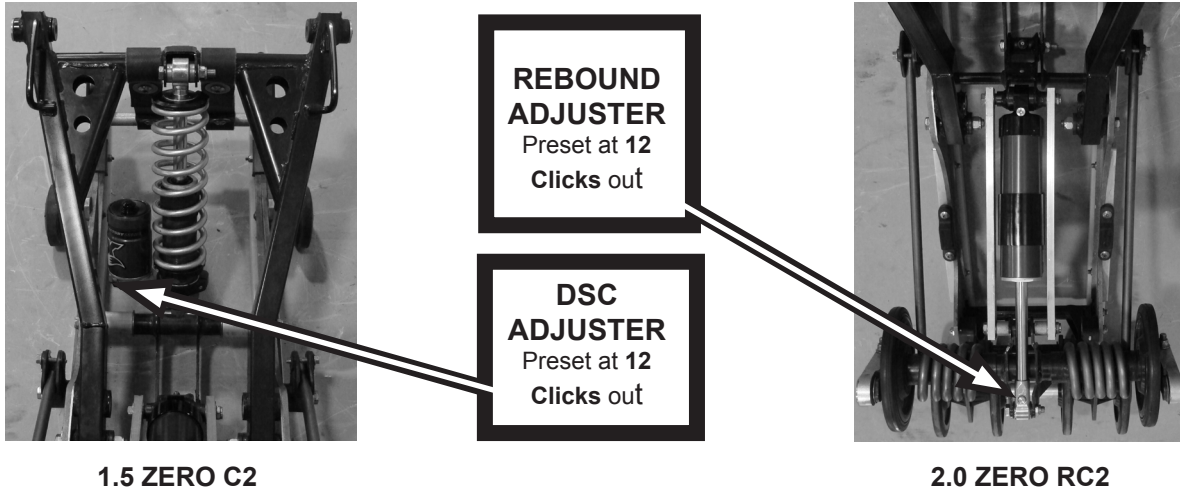 REBOUND
ADJUSTER
Preset at 12
Clicks out
DSC
ADJUSTER
Preset at 12
Clicks out
1.5 ZERO C2
2.0 ZERO RC2